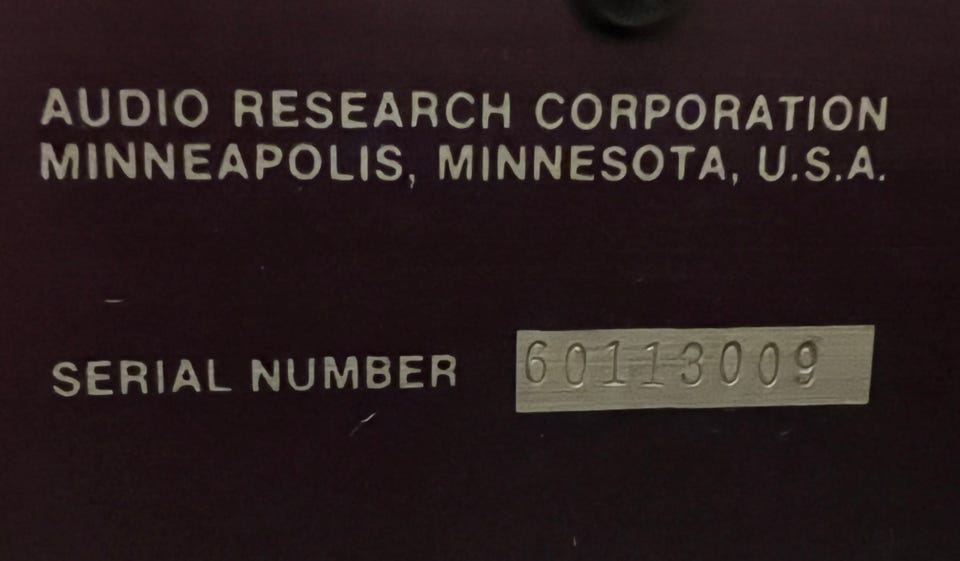 AUDIO RESEARCH CORPORATION
MINNEAPOLIS, MINNESOTA, U.S.A.
SERIAL NUMBER 60113009